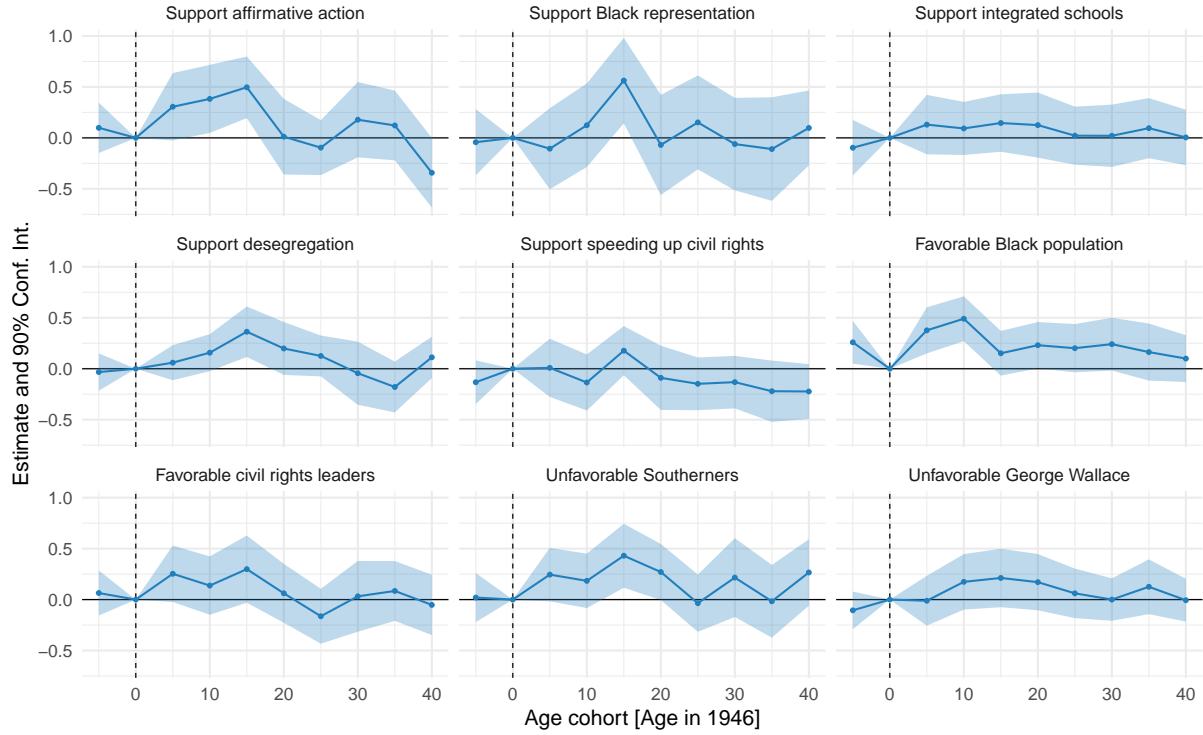 Support affirmative action
Support Black representation
Support integrated schools
1.0
0.5
0.0
−0.5
Support desegregation
Support speeding up civil rights
Favorable Black population
1.0
0.5
0.0
−0.5
Favorable civil rights leaders
Unfavorable Southerners
Unfavorable George Wallace
1.0
0.5
0.0
−0.5
0 10 20 30 40
0 10 20 30 40
0 10 20 30 40
Age cohort [Age in 1946]
Estimate and 90% Conf. Int.